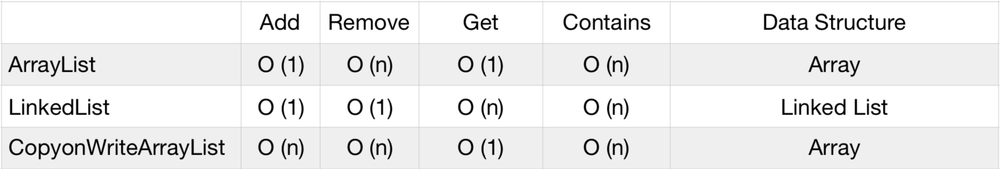 Add Remove Get Contains Data Structure
ArrayList O (1) O (n) O (1) O (n) Array
LinkedList O (1) O (1) O (n) O (n) Linked List
CopyonWriteArrayList O (n) O (n) O (1) O (n) Array